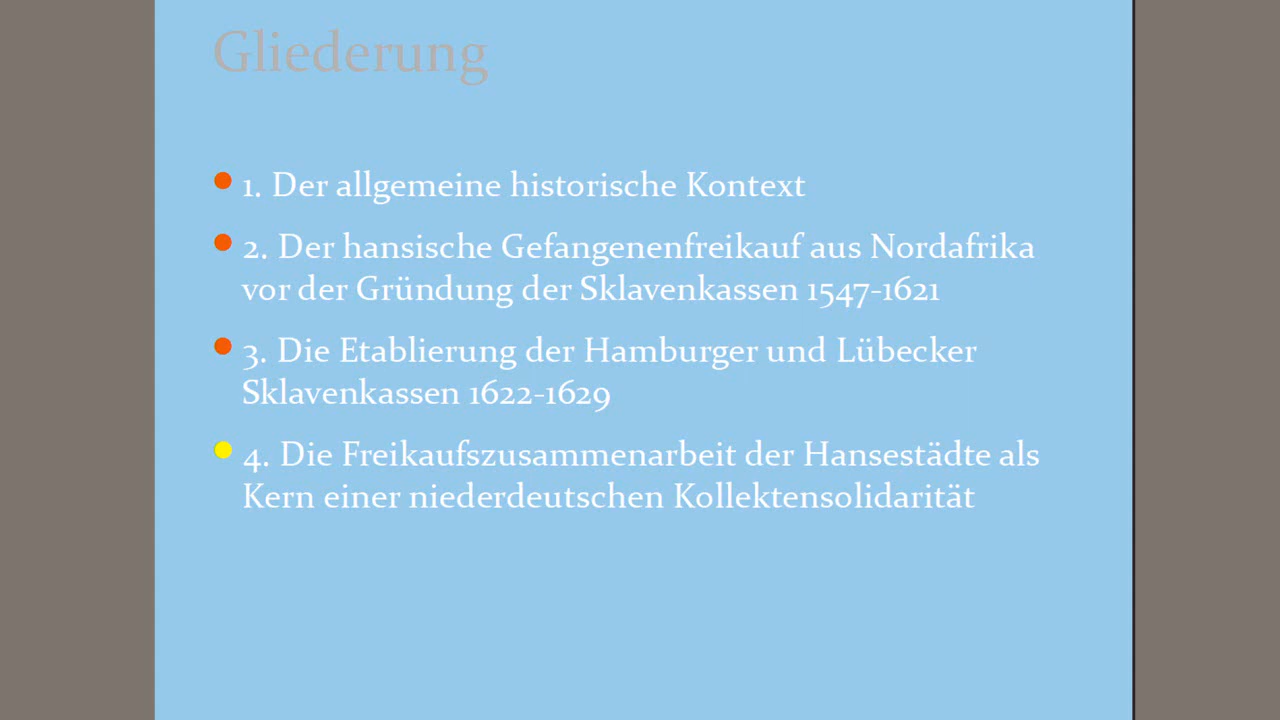 Gliederung
1. Der allgemeine historische Kontext
2. Der hansische Gefangenenfreikauf aus Nordafrika
vor der Gründung der Sklavenkassen 1547-1621
3. Die Etablierung der Hamburger und Lübecker
Sklavenkassen 1622-1629
4. Die Freikaufszusammenarbeit der Hansestädte als
Kern einer niederdeutschen Kollektensolidarität